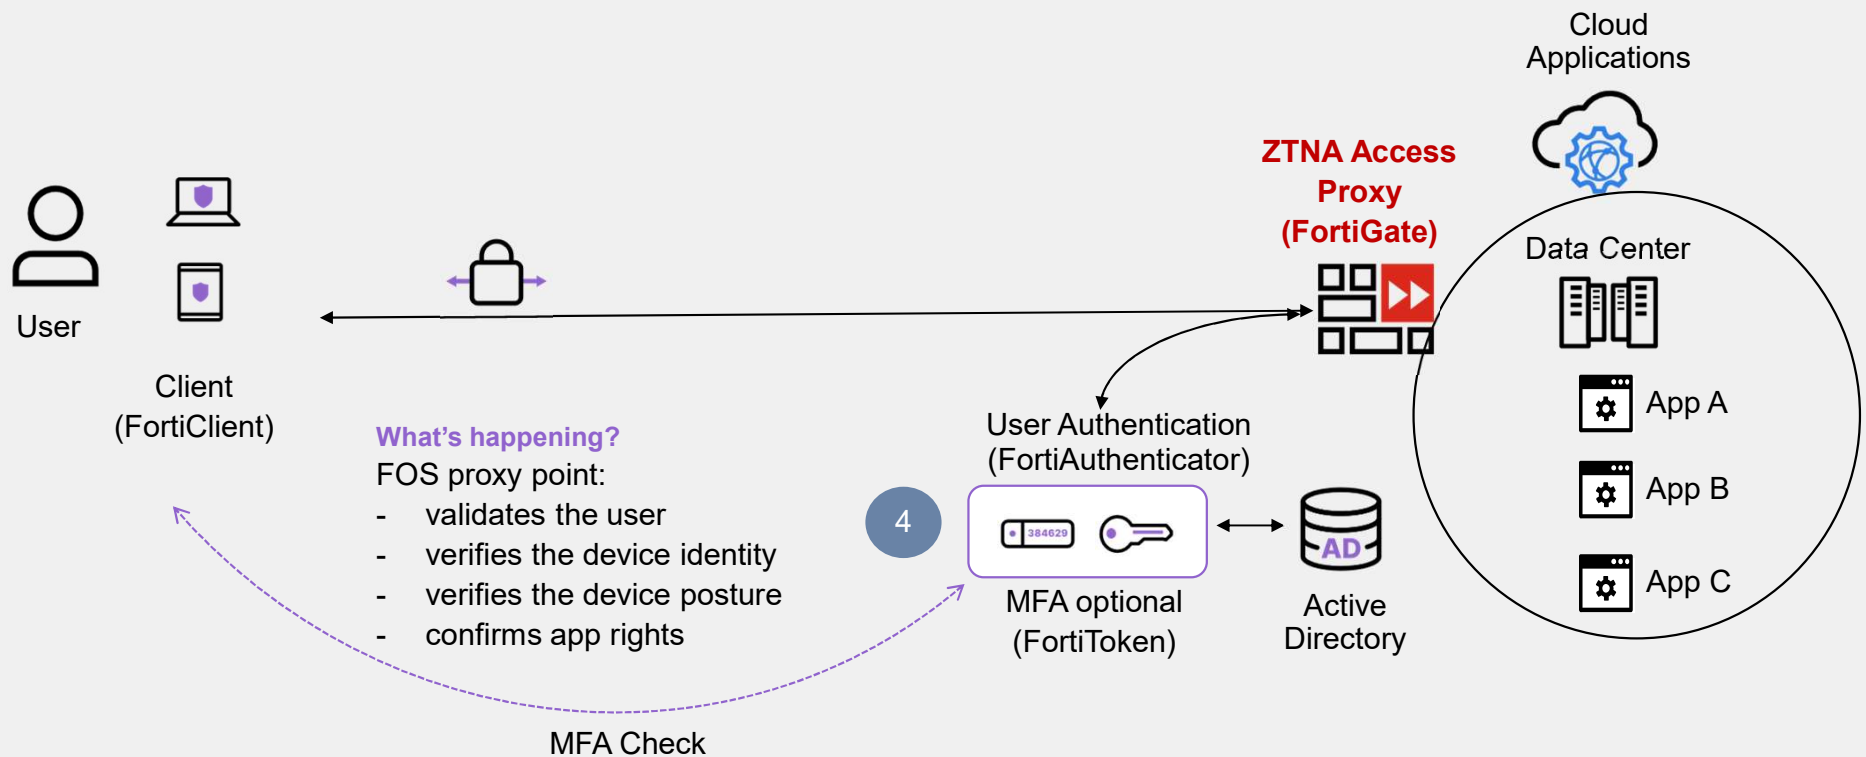 Cloud
Applications
ZTNA Access
Proxy
(FortiGate)
Data Center
User
Client
(FortiClient)
What’s happening?
FOS proxy point:
- validates the user
- verifies the device identity
- verifies the device posture
- confirms app rights
4
User Authentication
(FortiAuthenticator)
384629
MFA optional
(FortiToken)
AD
Active
Directory
App A
App B
App C
MFA Check